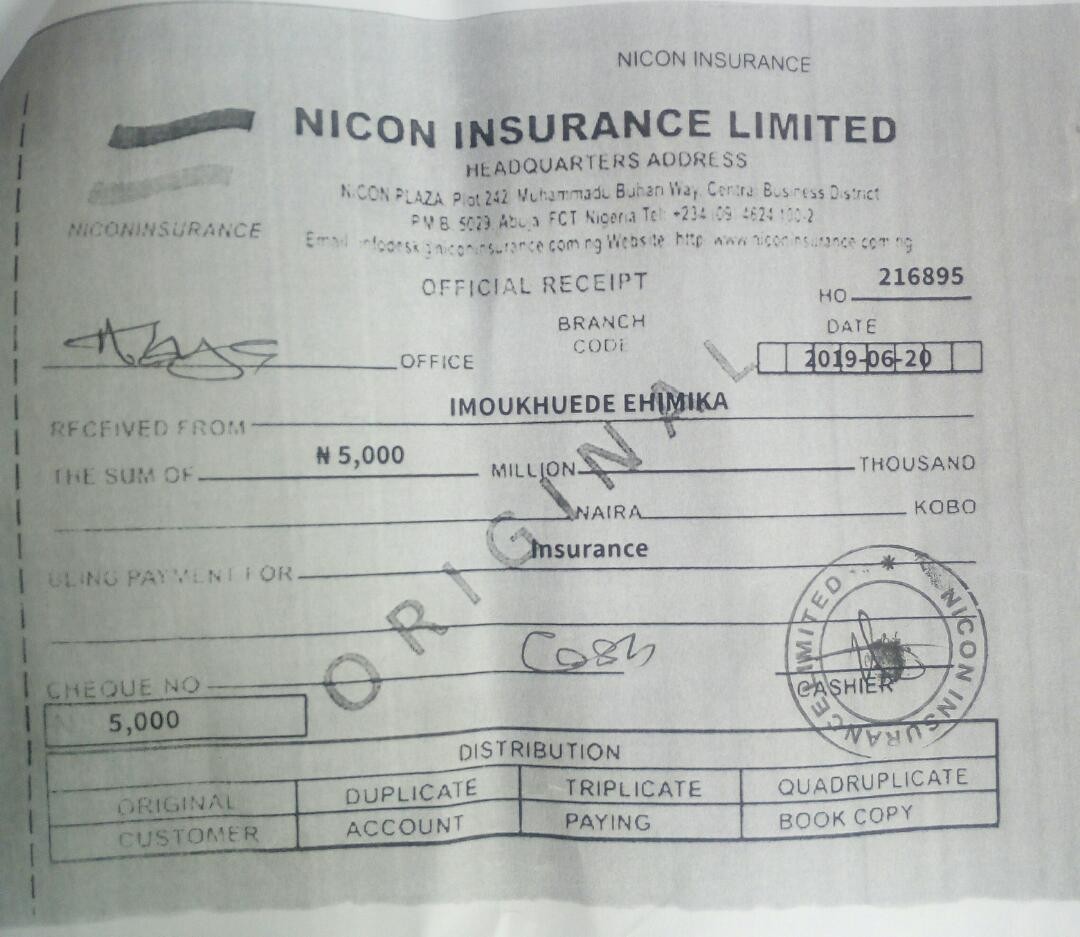 NICON INSURANCE
NICON INSURANCE LIMITED
HEADQUARTERS ADDRESS
NICON PLAZA, Plot 242 Muhammadu Buhari Way, Central Business District
P.M.B. 5029 Abuja FCT Nigeria Tel: +234 (09) 4624 100-2
NICONINSURANCE
Email: infodesk@niconinsurance.com.ng Website: http: www.niconinsurance.com.ng
OFFICIAL RECEIPT
HO 216895
BRANCH CODE
DATE
OFFICE
2019-06-20
RECEIVED FROM IMOUKHUEDE EHIMIKA
THE SUM OF ₦ 5,000 MILLION THOUSAND
NAIRA KOBO
BEING PAYMENT FOR Insurance
ORIGINAL
CHEQUE NO Cash
CASHIER
NICON INSURANCE LIMITED
5,000
DISTRIBUTION
ORIGINAL DUPLICATE TRIPLICATE QUADRUPLICATE
CUSTOMER ACCOUNT PAYING BOOK COPY